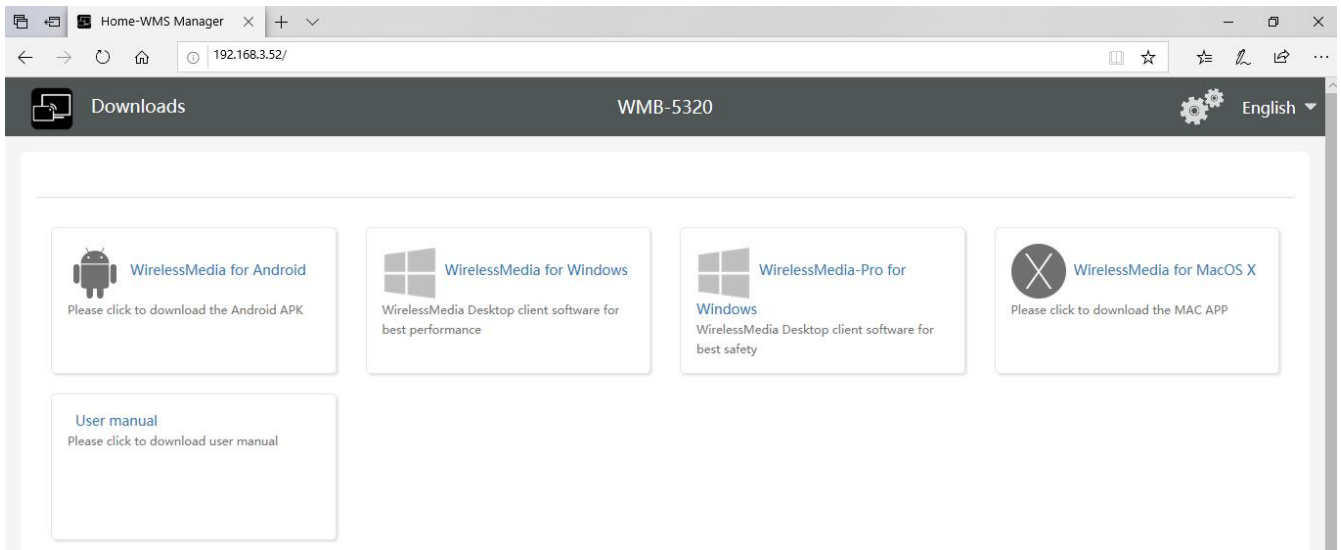 Home-WMS Manager
192.168.3.52/
Downloads
WMB-5320
English
WirelessMedia for Android
Please click to download the Android APK
WirelessMedia for Windows
WirelessMedia Desktop client software for
best performance
WirelessMedia-Pro for
Windows
WirelessMedia Desktop client software for
best safety
WirelessMedia for MacOS X
Please click to download the MAC APP
User manual
Please click to download user manual